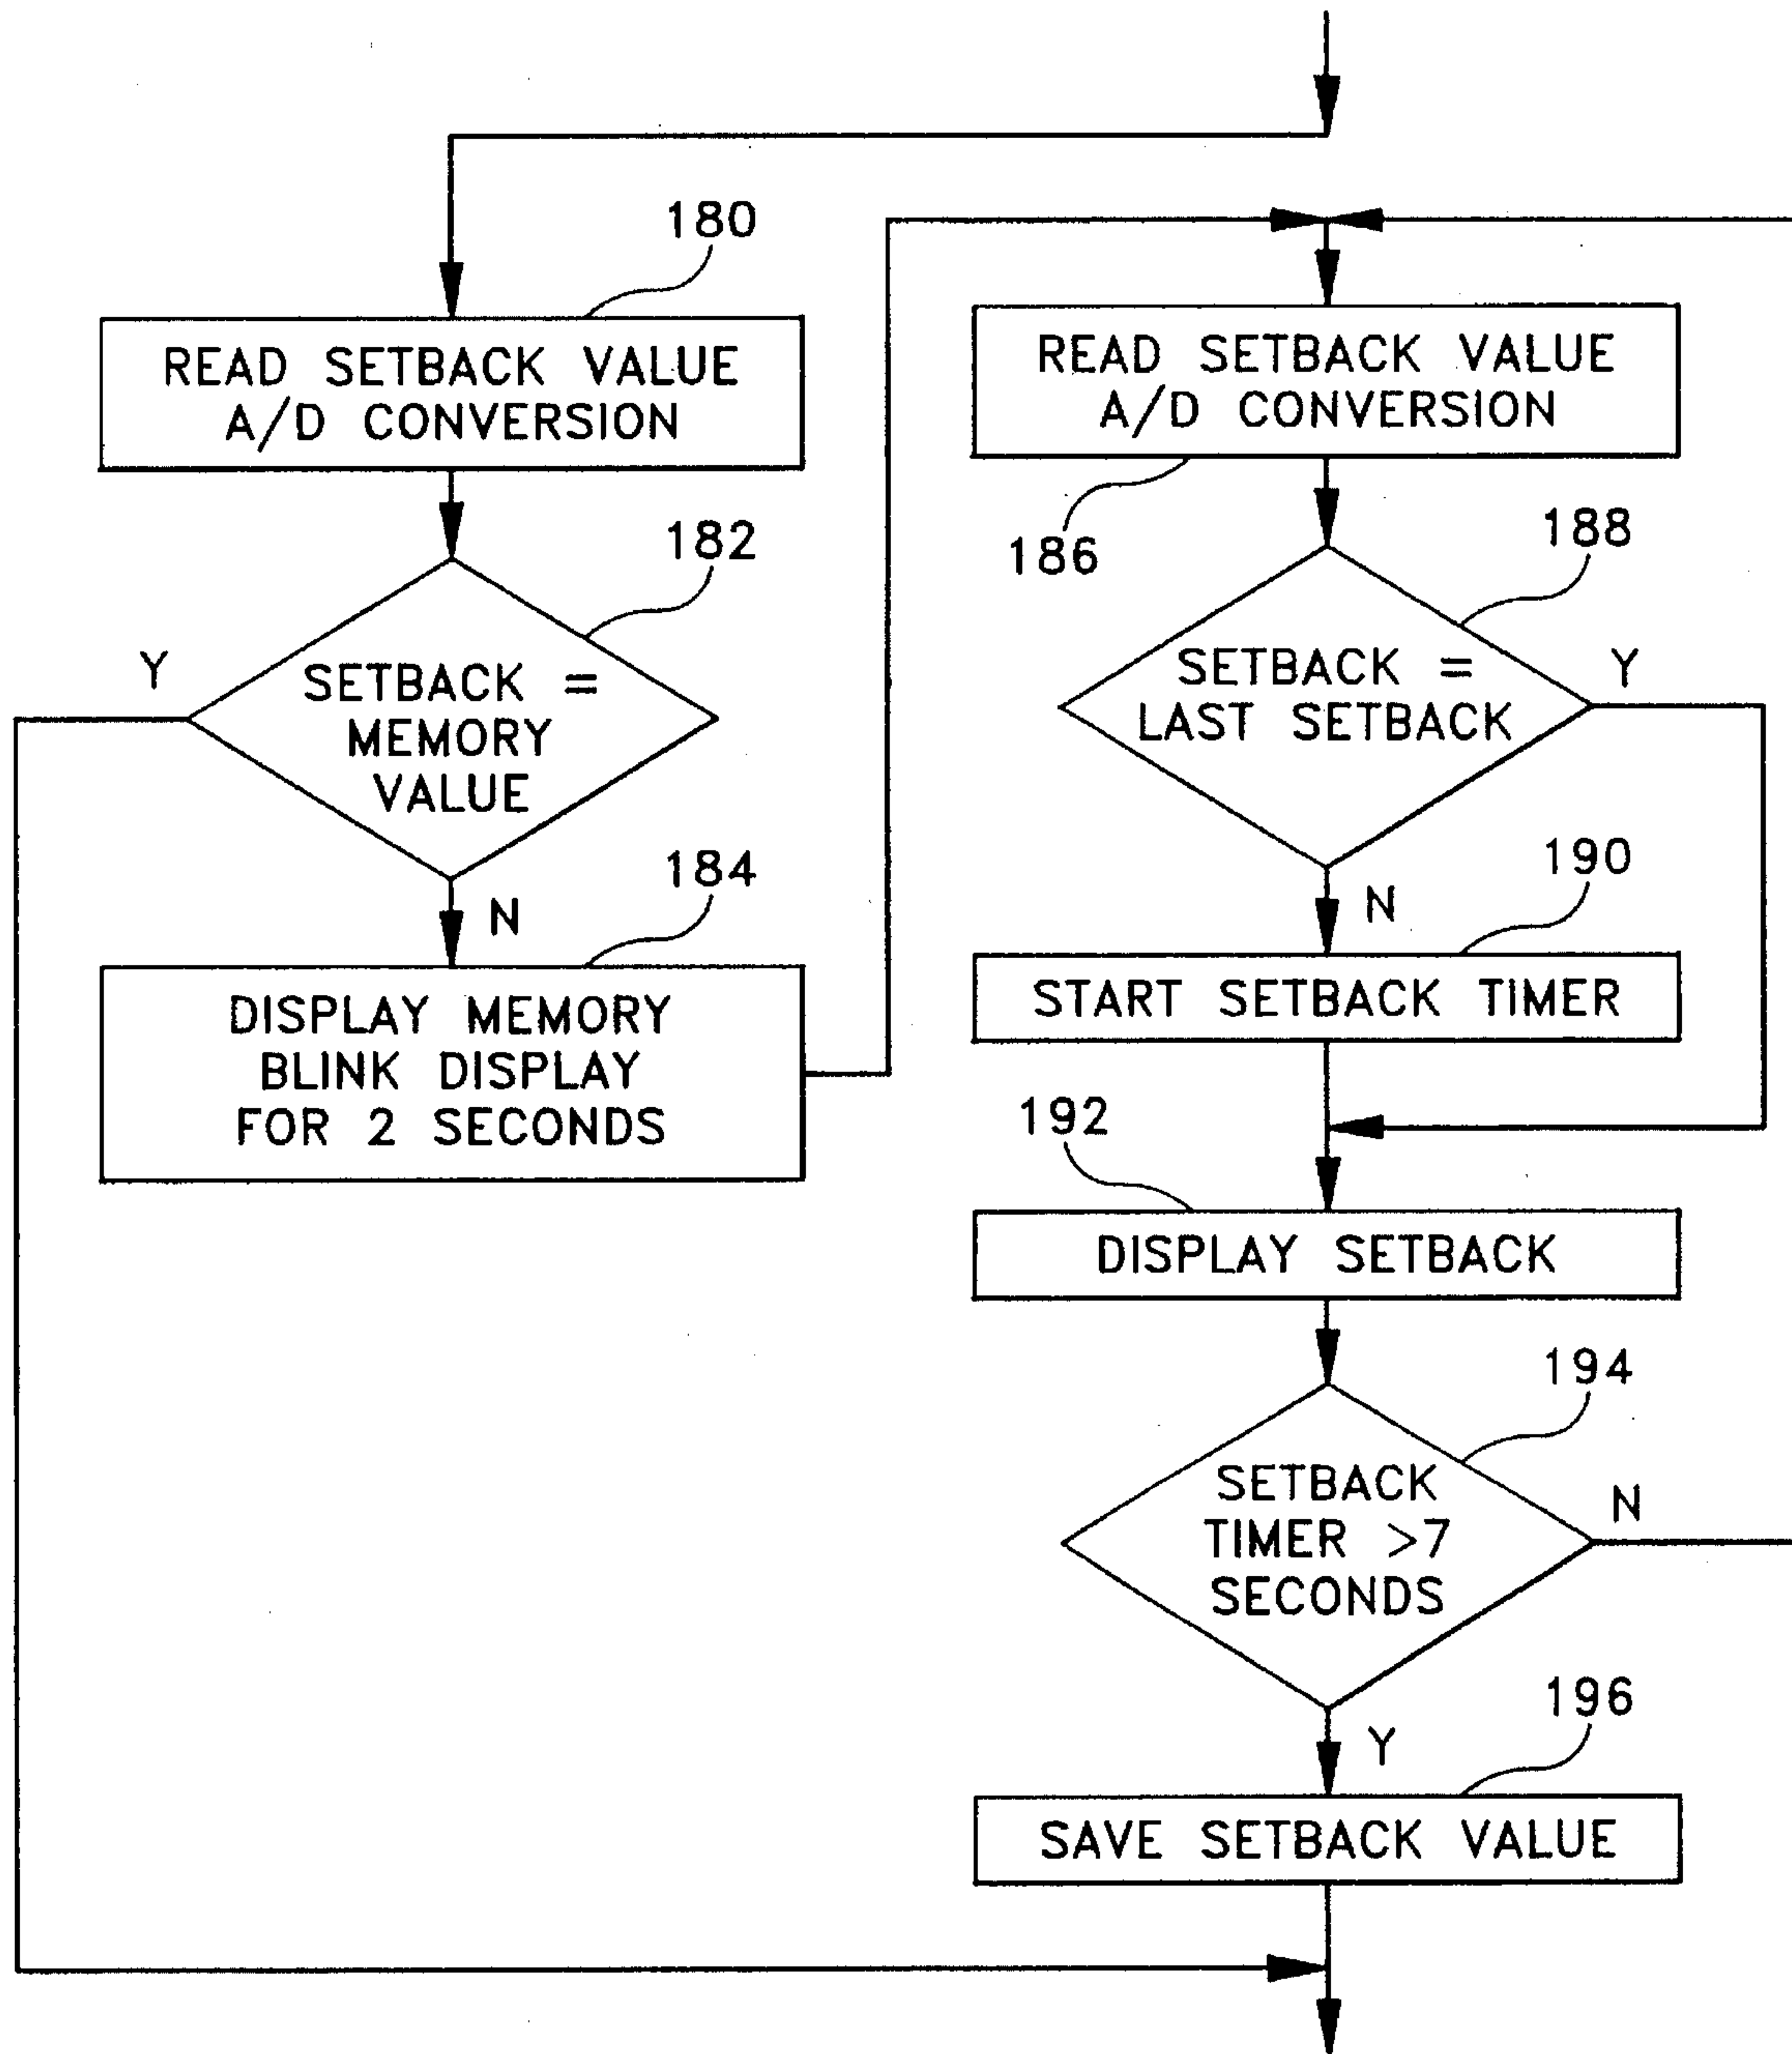 180
READ SETBACK VALUE
A/D CONVERSION
182
Y
SETBACK =
MEMORY
VALUE
N
184
DISPLAY MEMORY
BLINK DISPLAY
FOR 2 SECONDS
READ SETBACK VALUE
A/D CONVERSION
186
188
SETBACK =
LAST SETBACK
Y
N
190
START SETBACK TIMER
192
DISPLAY SETBACK
194
SETBACK
TIMER >7
SECONDS
N
Y
196
SAVE SETBACK VALUE